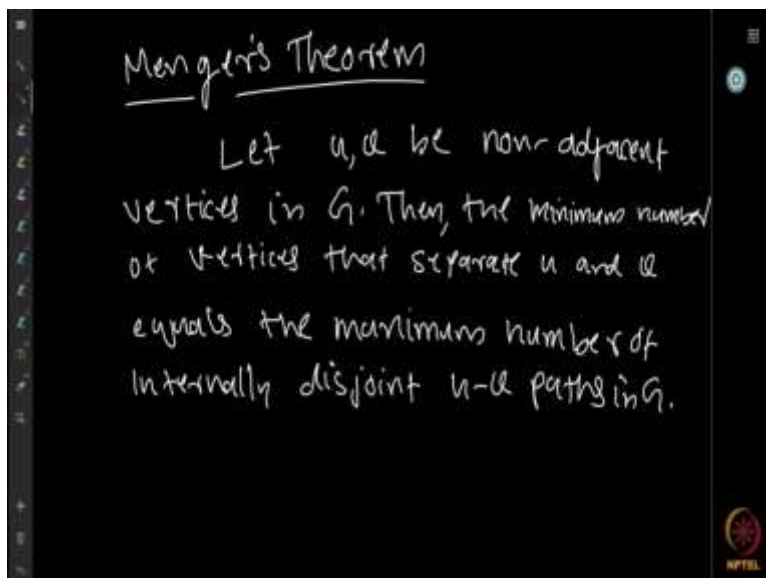 Menger's Theorem
Let u, v be non-adjacent
vertices in G. Then, the minimum number
of vertices that separate u and v
equals the maximum number of
internally disjoint u-v paths in G.
NPTEL